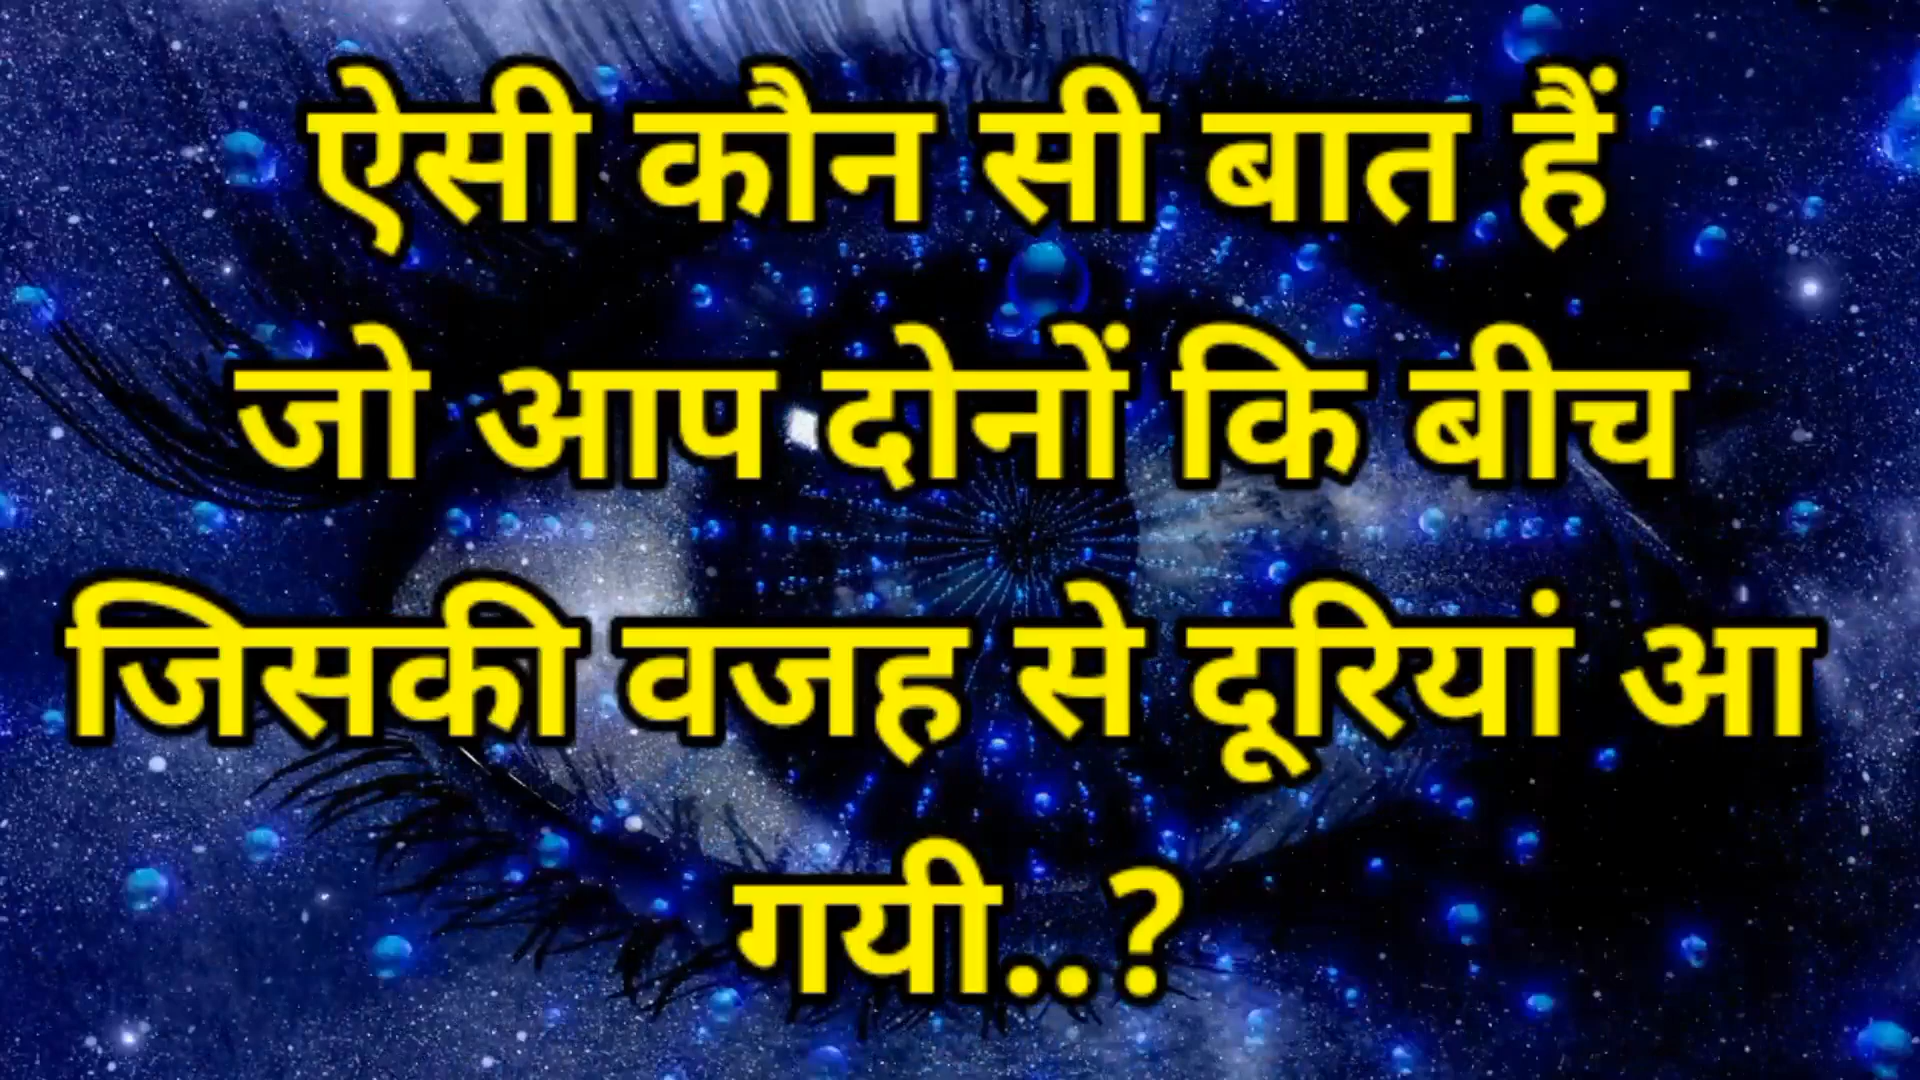 ऐसी कौन सी बात हैं
जो आप दोनों कि बीच
जिसकी वजह से दूरियां आ
गयी..?